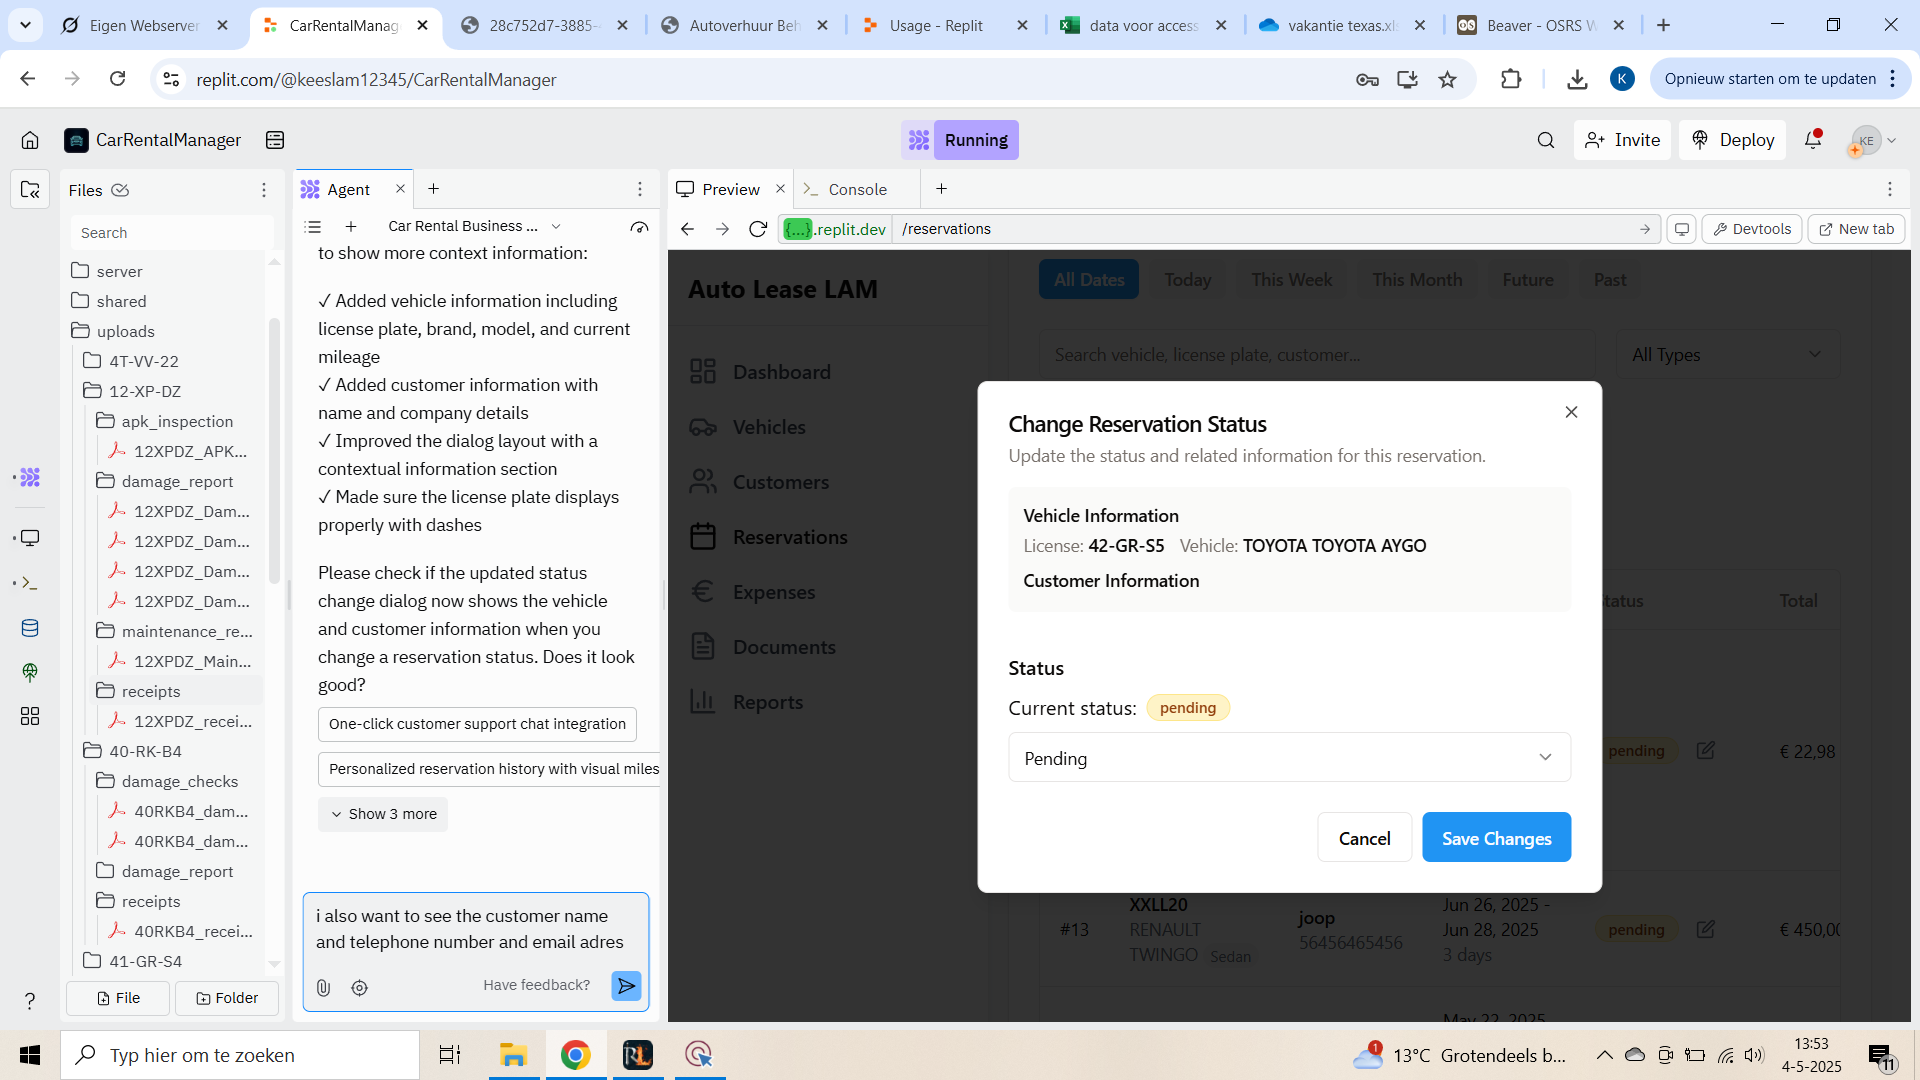 Eigen Webserver
CarRentalManag
28c752d7-3885-
Autoverhuur Beh
Usage - Replit
data voor access
vakantie texas.xls
Beaver - OSRS W
replit.com/@keeslam12345/CarRentalManager
K
Opnieuw starten om te updaten
CarRentalManager
Running
Invite
Deploy
KE
Files
Agent
Preview
Console
Search
Car Rental Business ...
{...}.replit.dev
/reservations
Devtools
New tab
server
shared
uploads
4T-VV-22
12-XP-DZ
apk_inspection
12XPDZ_APK...
damage_report
12XPDZ_Dam...
12XPDZ_Dam...
12XPDZ_Dam...
12XPDZ_Dam...
maintenance_re...
12XPDZ_Main...
receipts
12XPDZ_recei...
40-RK-B4
damage_checks
40RKB4_dam...
40RKB4_dam...
damage_report
receipts
40RKB4_recei...
41-GR-S4
File
Folder
to show more context information:
✓ Added vehicle information including
license plate, brand, model, and current
mileage
✓ Added customer information with
name and company details
✓ Improved the dialog layout with a
contextual information section
✓ Made sure the license plate displays
properly with dashes
Please check if the updated status
change dialog now shows the vehicle
and customer information when you
change a reservation status. Does it look
good?
One-click customer support chat integration
Personalized reservation history with visual miles
Show 3 more
i also want to see the customer name
and telephone number and email adres
Have feedback?
Auto Lease LAM
Dashboard
Vehicles
Customers
Reservations
Expenses
Documents
Reports
All Dates
Today
This Week
This Month
Future
Past
Search vehicle, license plate, customer...
All Types
Change Reservation Status
Update the status and related information for this reservation.
Vehicle Information
License: 42-GR-S5 Vehicle: TOYOTA TOYOTA AYGO
Customer Information
Status
Current status: pending
Pending
Cancel
Save Changes
tatus
Total
pending
€ 22,98
#13
XXLL20
RENAULT
TWINGO
Sedan
joop
56456465456
Jun 26, 2025 -
Jun 28, 2025
3 days
pending
€ 450,00
May 22, 2025
?
Typ hier om te zoeken
1
13°C Grotendeels b...
13:53
4-5-2025
11